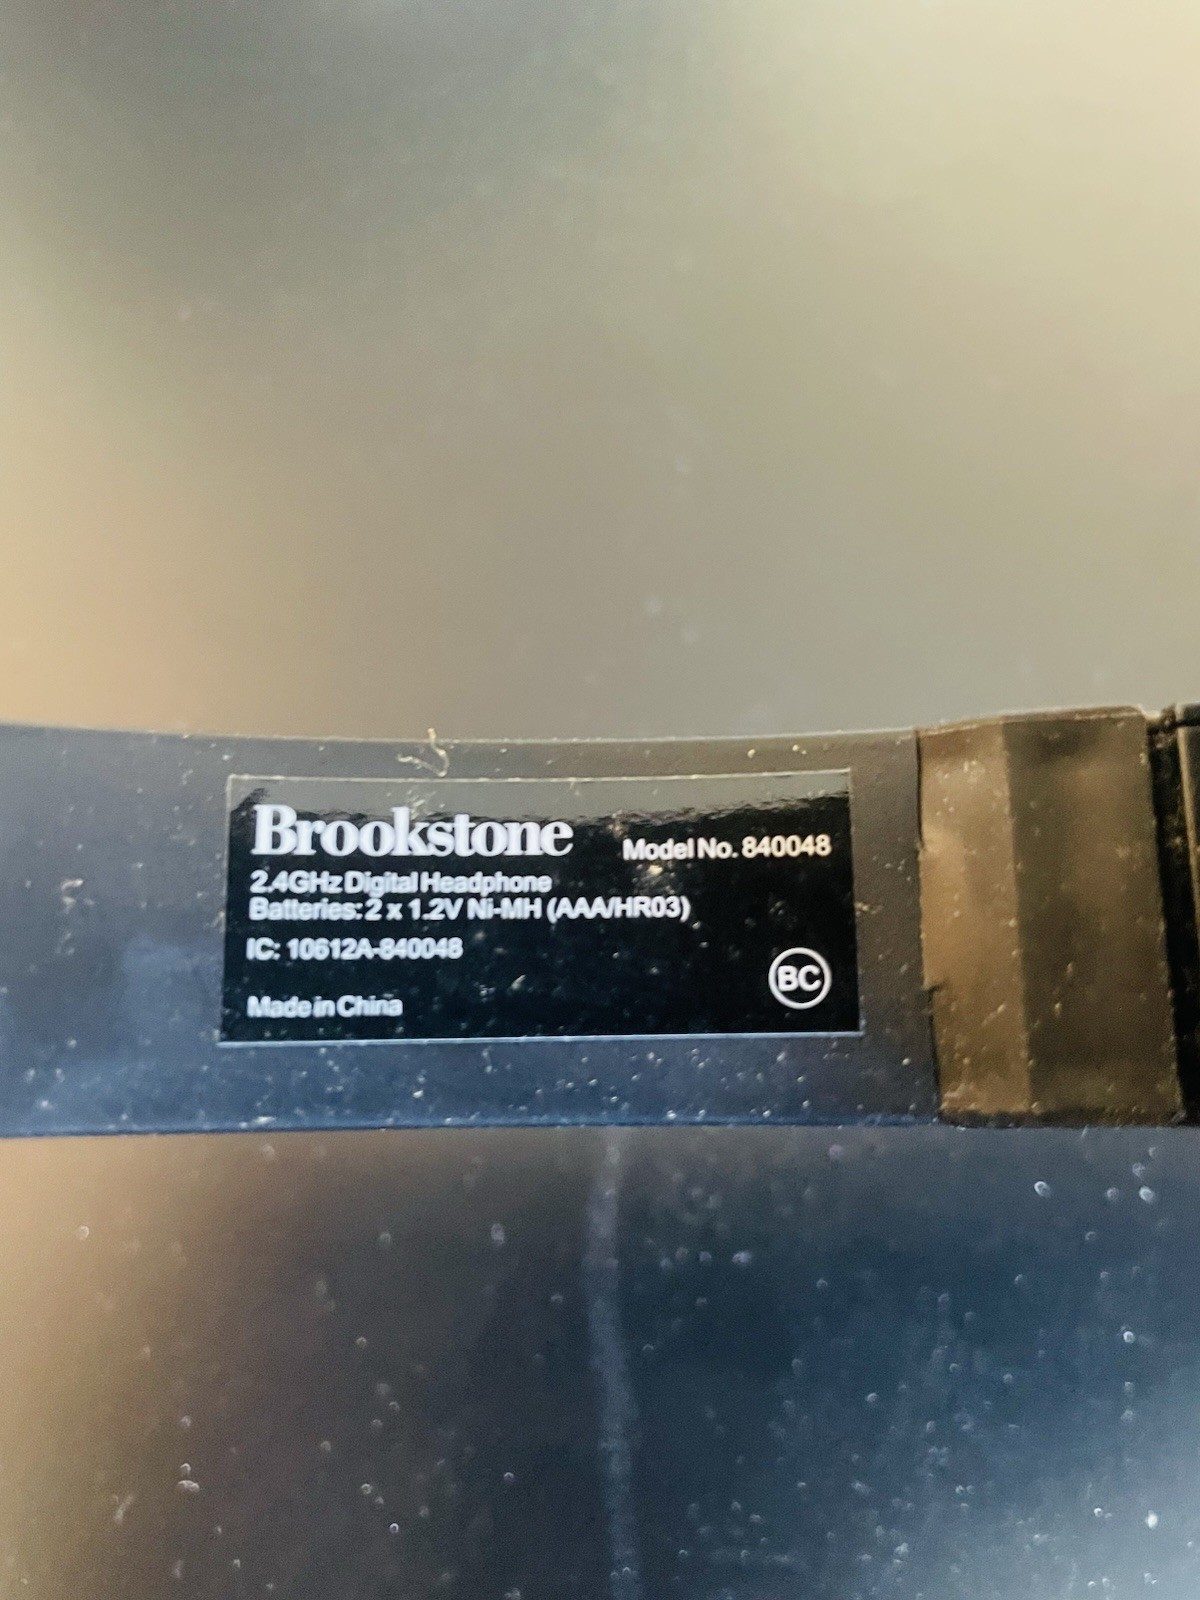 Brookstone Model No. 840048
2.4GHz Digital Headphone
Batteries: 2 x 1.2V Ni-MH (AAA/HR03)
IC: 10612A-840048
BC
Made in China